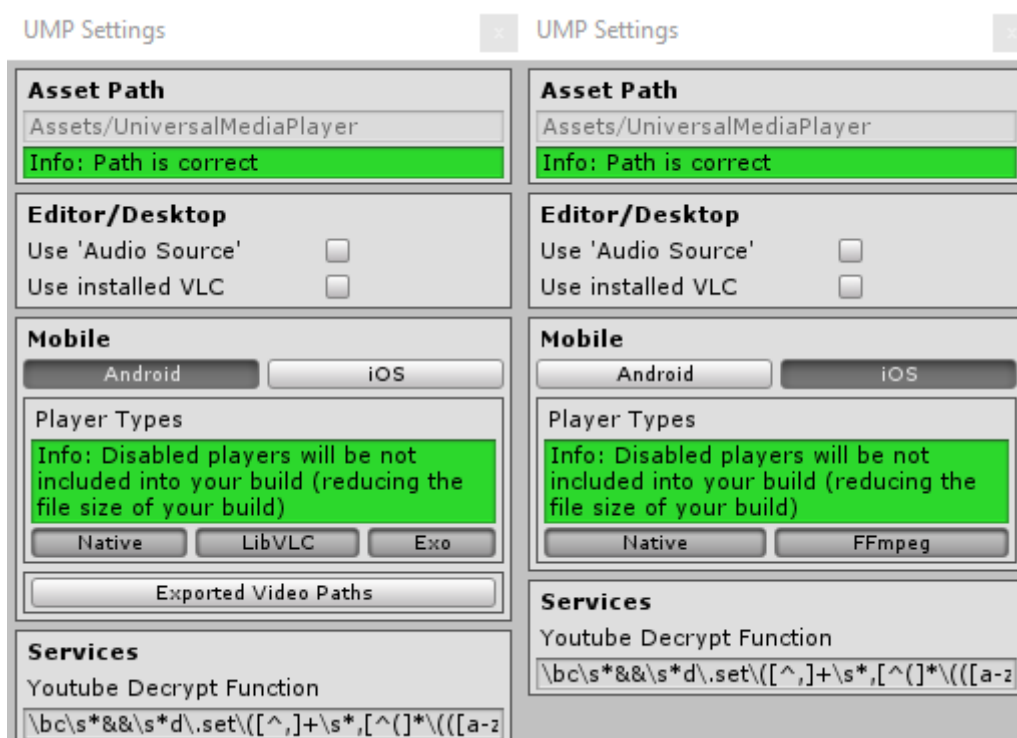 UMP Settings
x
Asset Path
Assets/UniversalMediaPlayer
Info: Path is correct
Editor/Desktop
Use 'Audio Source'
Use installed VLC
Mobile
Android
iOS
Player Types
Info: Disabled players will be not
included into your build (reducing the
file size of your build)
Native
LibVLC
Exo
Exported Video Paths
Services
Youtube Decrypt Function
\bc\s*&&\s*d\.set\([^,]+\s*,[^(]*\(([a-z
UMP Settings
x
Asset Path
Assets/UniversalMediaPlayer
Info: Path is correct
Editor/Desktop
Use 'Audio Source'
Use installed VLC
Mobile
Android
iOS
Player Types
Info: Disabled players will be not
included into your build (reducing the
file size of your build)
Native
FFmpeg
Services
Youtube Decrypt Function
\bc\s*&&\s*d\.set\([^,]+\s*,[^(]*\(([a-z